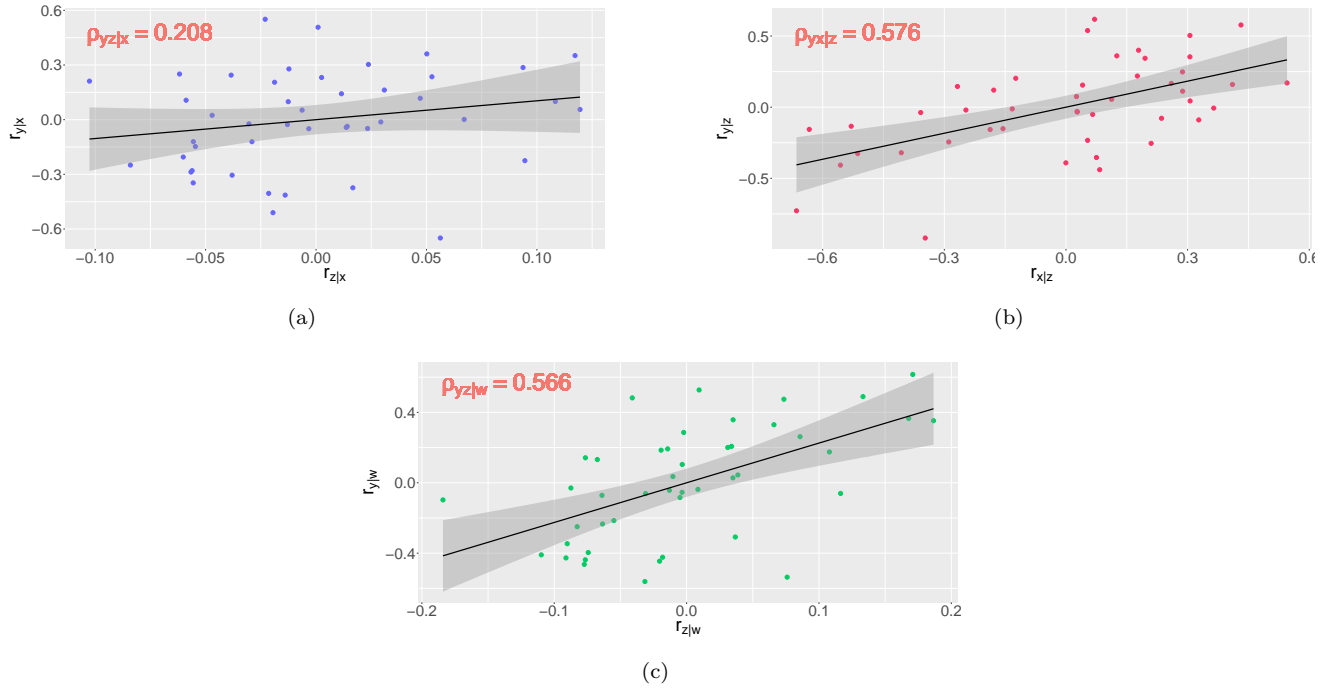 ρyz|x = 0.208
0.6
0.3
0.0
−0.3
−0.6
ry|x
−0.10
−0.05
0.00
0.05
0.10
rz|x
(a)
ρyx|z = 0.576
0.5
0.0
−0.5
ry|z
−0.6
−0.3
0.0
0.3
rx|z
(b)
ρyz|w = 0.566
0.4
0.0
−0.4
ry|w
−0.2
−0.1
0.0
0.1
0.2
rz|w
(c)